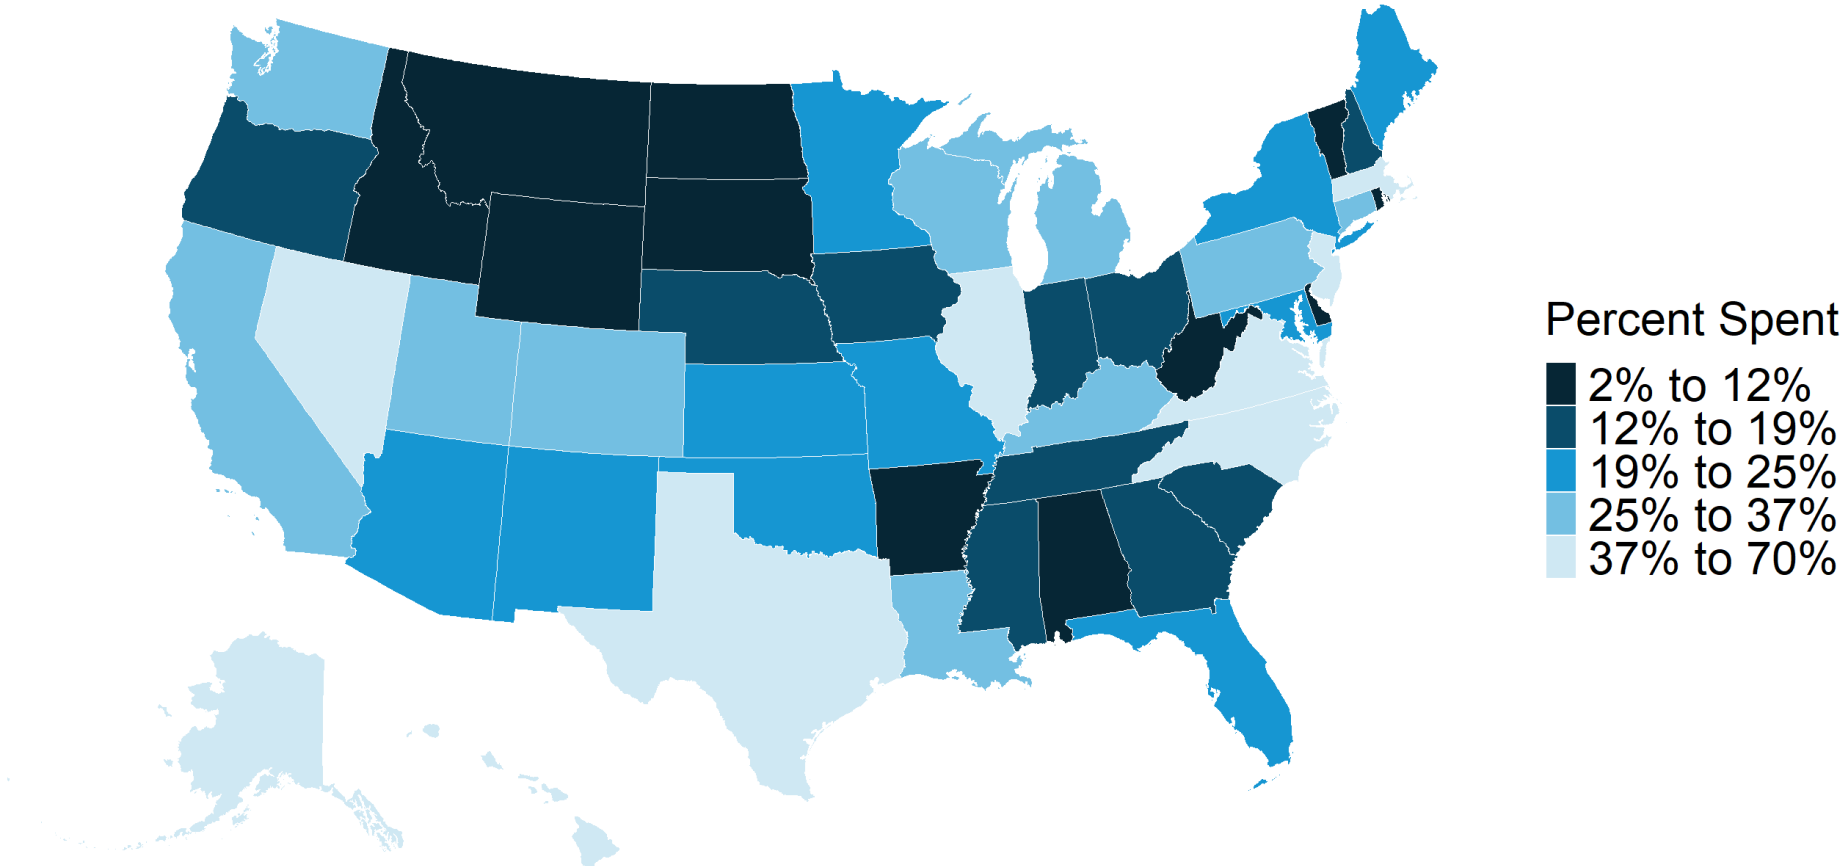 Percent Spent
2% to 12%
12% to 19%
19% to 25%
25% to 37%
37% to 70%